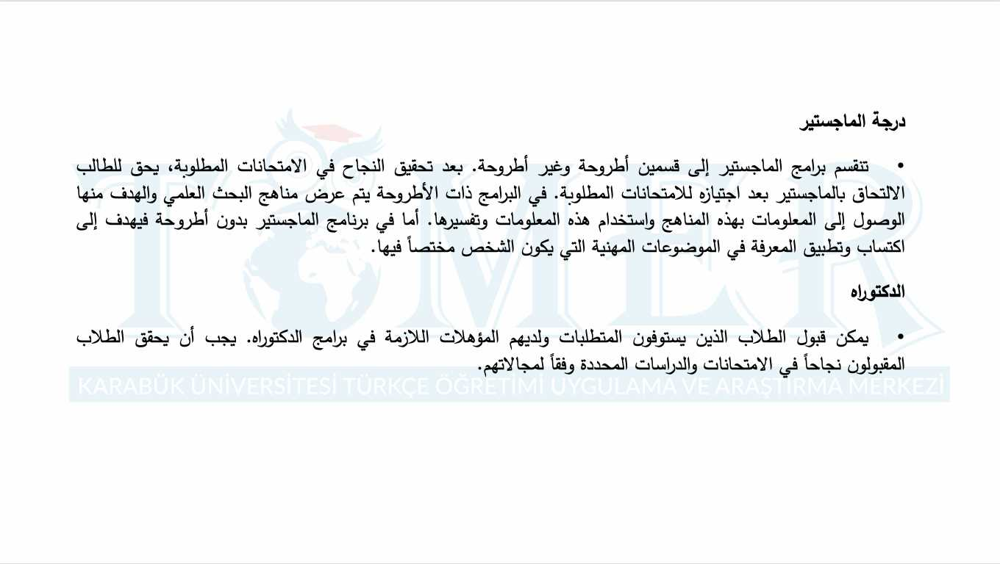 درجة الماجستير
• تنقسم برامج الماجستير إلى قسمين أطروحة وغير أطروحة. بعد تحقيق النجاح في الامتحانات المطلوبة، يحق للطالب
الالتحاق بالماجستير بعد اجتيازه للامتحانات المطلوبة. في البرامج ذات الأطروحة يتم عرض مناهج البحث العلمي والهدف منها
الوصول إلى المعلومات بهذه المناهج واستخدام هذه المعلومات وتفسيرها. أما في برنامج الماجستير بدون أطروحة فيهدف إلى
اكتساب وتطبيق المعرفة في الموضوعات المهنية التي يكون الشخص مختصاً فيها.
الدكتوراه
• يمكن قبول الطلاب الذين يستوفون المتطلبات ولديهم المؤهلات اللازمة في برامج الدكتوراه. يجب أن يحقق الطلاب
المقبولون نجاحاً في الامتحانات والدراسات المحددة وفقاً لمجالاتهم.
TÖMER
KARABÜK ÜNİVERSİTESİ TÜRKÇE ÖĞRETİMİ UYGULAMA VE ARAŞTIRMA MERKEZİ